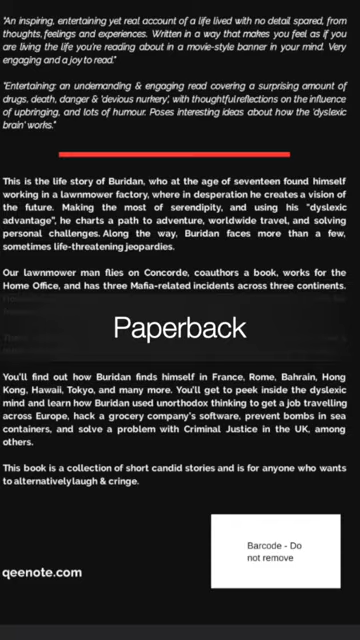 "An inspiring, entertaining yet real account of a life lived with no detail spared, from
thoughts, feelings and experiences. Written in a way that makes you feel as if you
are living the life you're reading about in a movie-style banner in your mind. Very
engaging and a joy to read."
"Entertaining: an undemanding & engaging read covering a surprising amount of
drugs, death, danger & 'devious nurkery', with thoughtful reflections on the influence
of upbringing, and lots of humour. Poses interesting ideas about how the 'dyslexic
brain' works."
This is the life story of Buridan, who at the age of seventeen found himself
working in a lawnmower factory, where in desperation he creates a vision of
the future. Making the most of serendipity, and using his "dyslexic
advantage", he charts a path to adventure, worldwide travel, and solving
personal challenges. Along the way, Buridan faces more than a few,
sometimes life-threatening jeopardies.
Our lawnmower man flies on Concorde, coauthors a book, works for the
Home Office, and has three Mafia-related incidents across three continents.
Paperback
You'll find out how Buridan finds himself in France, Rome, Bahrain, Hong
Kong, Hawaii, Tokyo, and many more. You'll get to peek inside the dyslexic
mind and learn how Buridan used unorthodox thinking to get a job travelling
across Europe, hack a grocery company's software, prevent bombs in sea
containers, and solve a problem with Criminal Justice in the UK, among
others.
This book is a collection of short candid stories and is for anyone who wants
to alternatively laugh & cringe.
Barcode - Do
not remove
qeenote.com